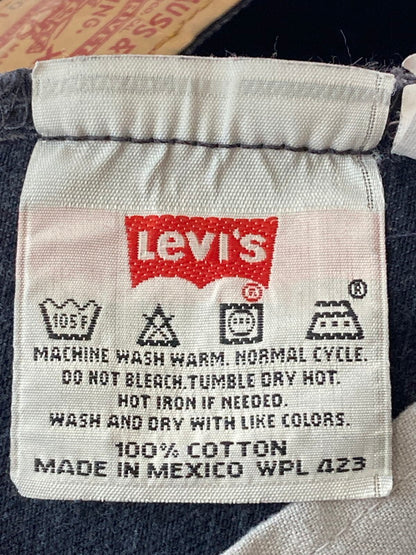 Levi's
®
®
105F
MACHINE WASH WARM. NORMAL CYCLE.
DO NOT BLEACH. TUMBLE DRY HOT.
HOT IRON IF NEEDED.
WASH AND DRY WITH LIKE COLORS.
100% COTTON
MADE IN MEXICO WPL 423